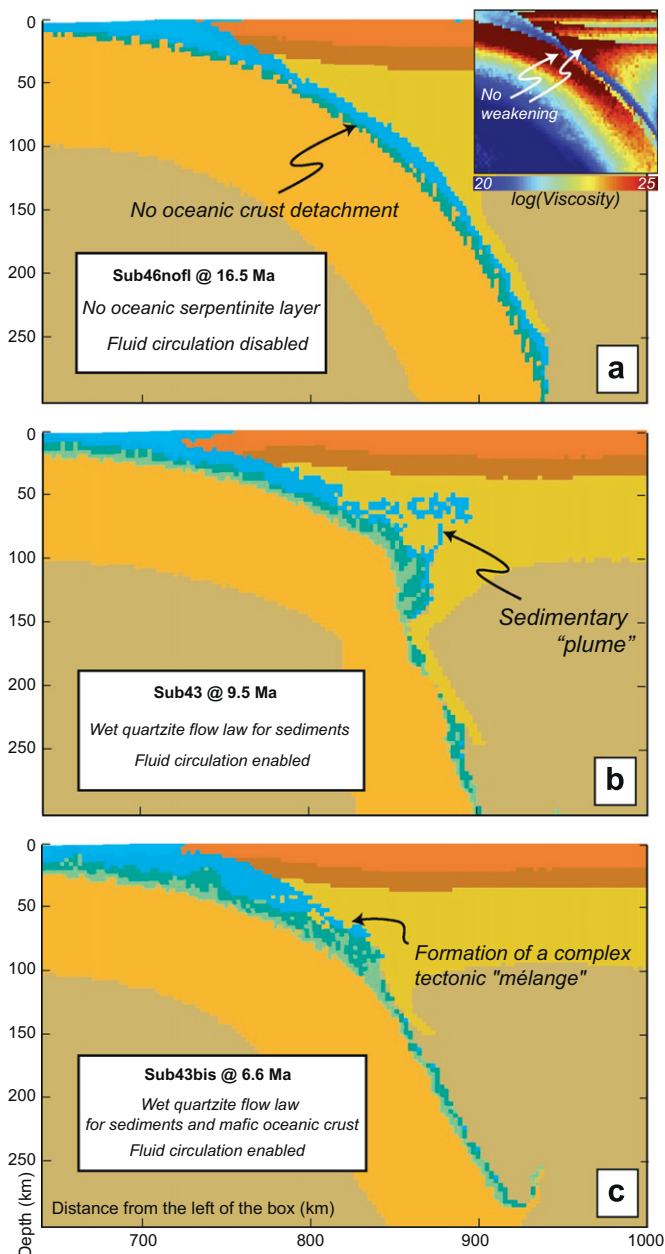 0
50
100
150
200
250
No
weakening
20
25
log(Viscosity)
No oceanic crust detachment
Sub46nofl @ 16.5 Ma
No oceanic serpentinite layer
Fluid circulation disabled
a
0
50
100
150
200
250
Sedimentary
“plume”
Sub43 @ 9.5 Ma
Wet quartzite flow law for sediments
Fluid circulation enabled
b
0
50
100
150
200
250
Formation of a complex
tectonic "mélange"
Sub43bis @ 6.6 Ma
Wet quartzite flow law
for sediments and mafic oceanic crust
Fluid circulation enabled
c
Depth (km)
Distance from the left of the box (km)
700
800
900
1000